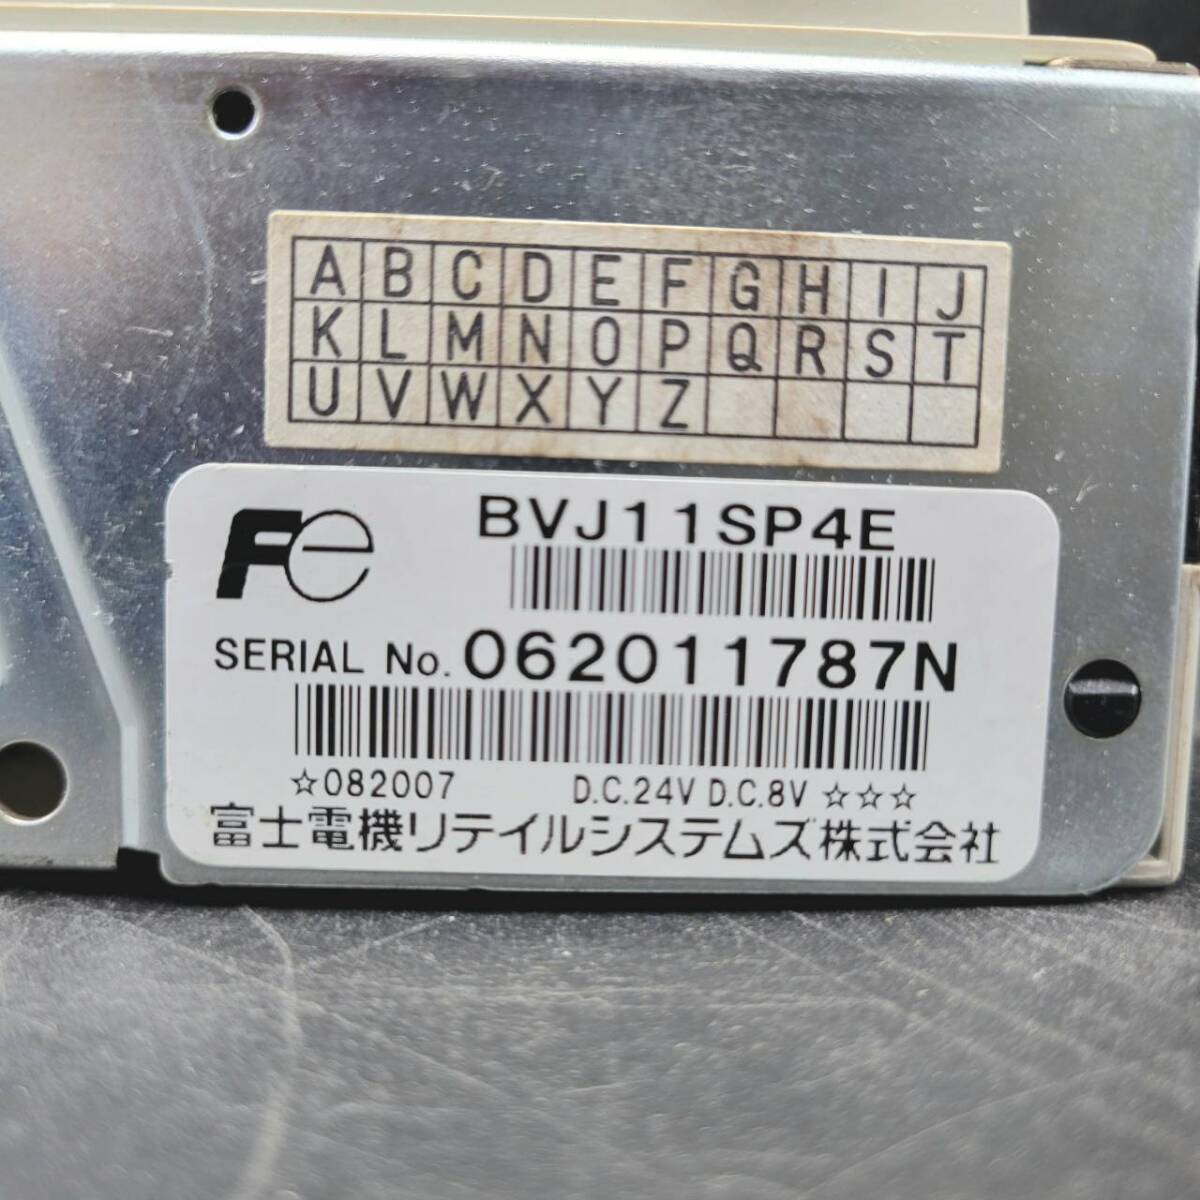 A B C D E F G H I J
K L M N O P Q R S T
U V W X Y Z
Fe
BVJ11SP4E
SERIAL No. 062011787N
☆082007 D.C.24V D.C.8V ☆☆☆
富士電機リテイルシステムズ株式会社